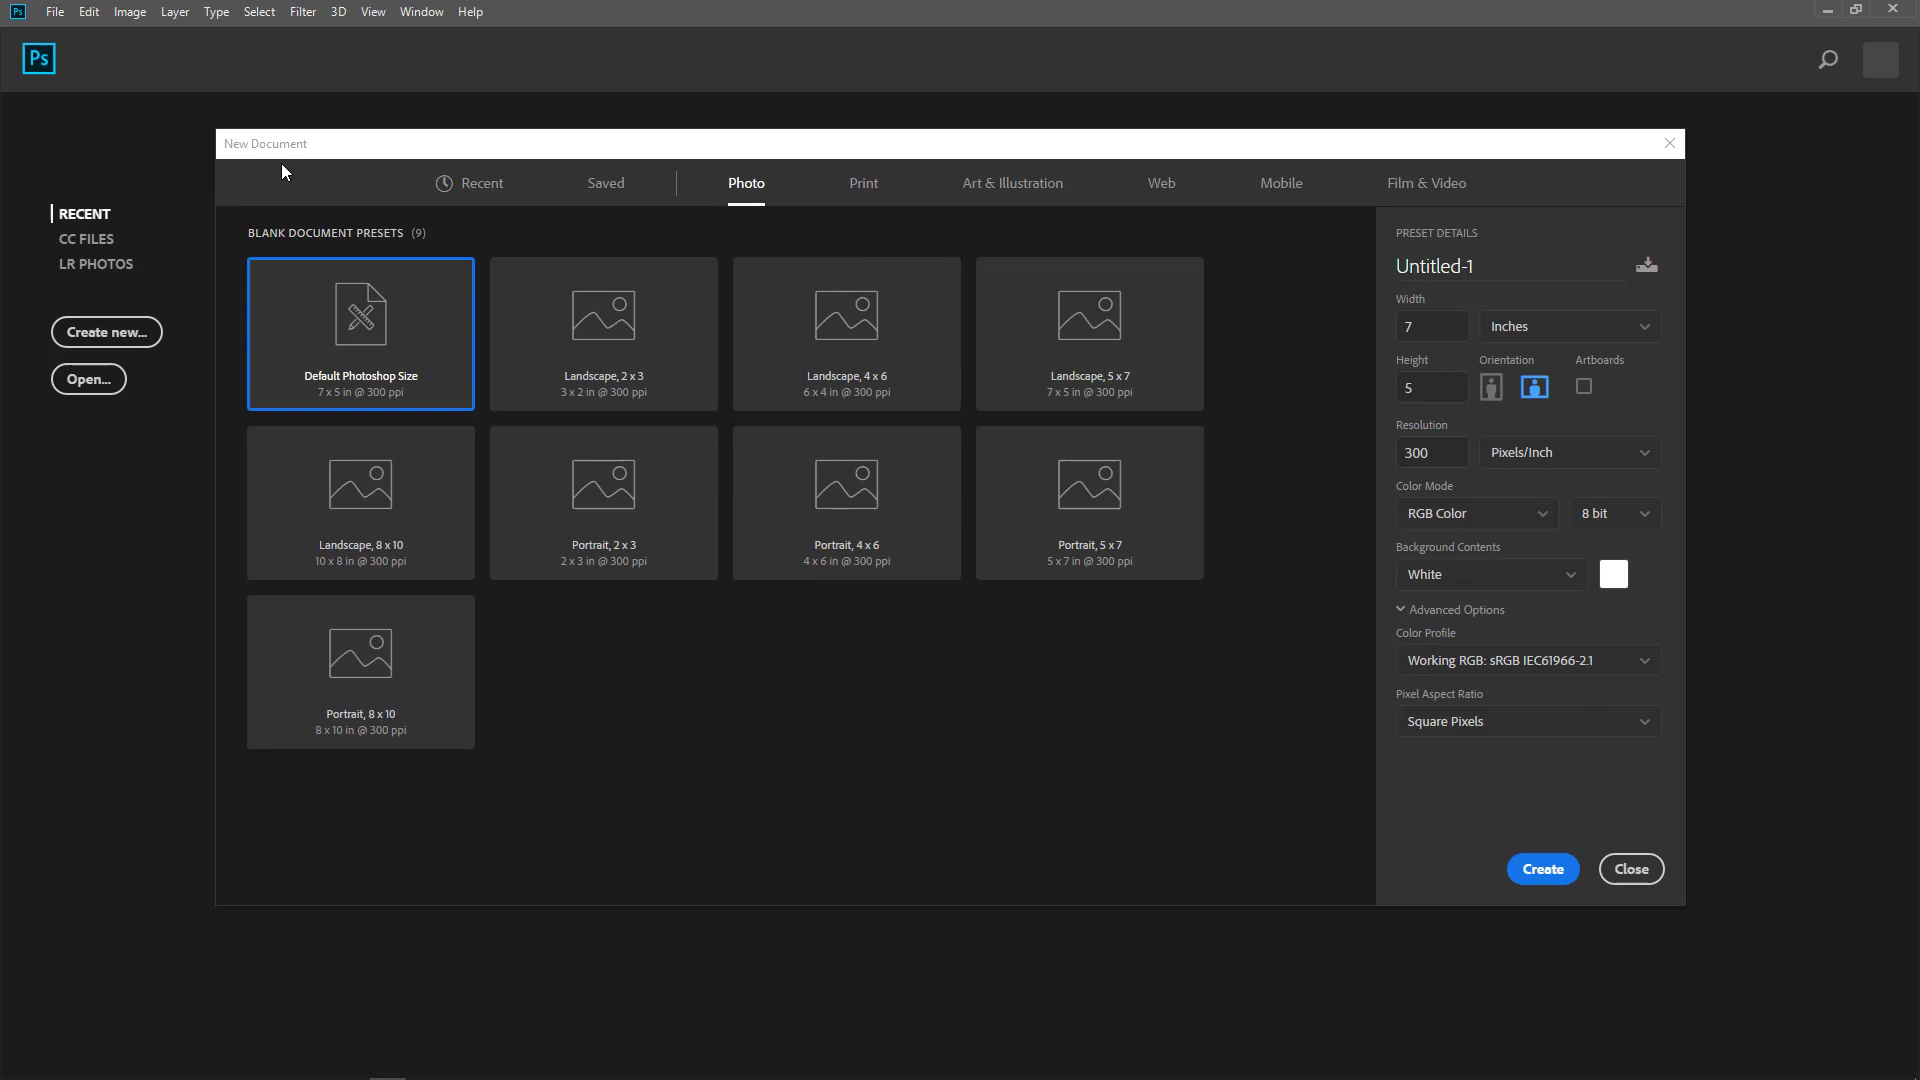 Ps File Edit Image Layer Type Select Filter 3D View Window Help
Ps
New Document
Recent Saved Photo Print Art & Illustration Web Mobile Film & Video
RECENT
CC FILES
LR PHOTOS
Create new...
Open...
BLANK DOCUMENT PRESETS (9)
Default Photoshop Size
7 x 5 in @ 300 ppi
Landscape, 2 x 3
3 x 2 in @ 300 ppi
Landscape, 4 x 6
6 x 4 in @ 300 ppi
Landscape, 5 x 7
7 x 5 in @ 300 ppi
Landscape, 8 x 10
10 x 8 in @ 300 ppi
Portrait, 2 x 3
2 x 3 in @ 300 ppi
Portrait, 4 x 6
4 x 6 in @ 300 ppi
Portrait, 5 x 7
5 x 7 in @ 300 ppi
Portrait, 8 x 10
8 x 10 in @ 300 ppi
PRESET DETAILS
Untitled-1
Width
7 Inches
Height Orientation Artboards
5
Resolution
300 Pixels/Inch
Color Mode
RGB Color 8 bit
Background Contents
White
Advanced Options
Color Profile
Working RGB: sRGB IEC61966-2.1
Pixel Aspect Ratio
Square Pixels
Create Close